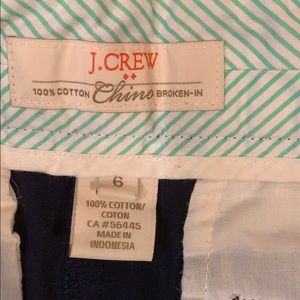 J.CREW
100% COTTON Chino BROKEN-IN
6
100% COTTON/
COTON
CA #56445
MADE IN
INDONESIA